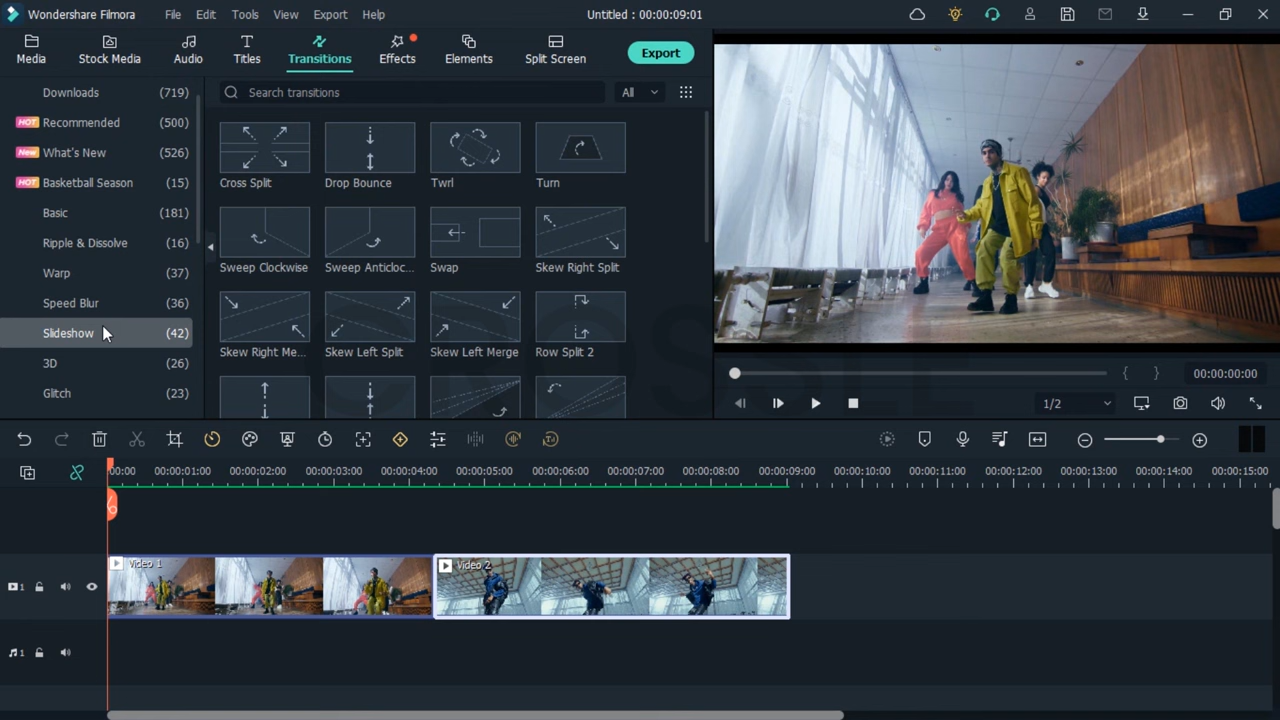 Wondershare Filmora File Edit Tools View Export Help Untitled : 00:00:09:01
Media Stock Media Audio Titles Transitions Effects Elements Split Screen Export
Downloads (719)
HOT Recommended (500)
New What's New (526)
HOT Basketball Season (15)
Basic (181)
Ripple & Dissolve (16)
Warp (37)
Speed Blur (36)
Slideshow (42)
3D (26)
Glitch (23)
Search transitions All
Cross Split Drop Bounce Twrl Turn
Sweep Clockwise Sweep Anticloc... Swap Skew Right Split
Skew Right Me... Skew Left Split Skew Left Merge Row Split 2
{ } 00:00:00:00
1/2
00:00 00:00:01:00 00:00:02:00 00:00:03:00 00:00:04:00 00:00:05:00 00:00:06:00 00:00:07:00 00:00:08:00 00:00:09:00 00:00:10:00 00:00:11:00 00:00:12:00 00:00:13:00 00:00:14:00 00:00:15:00
Video 1 Video 2
1
1